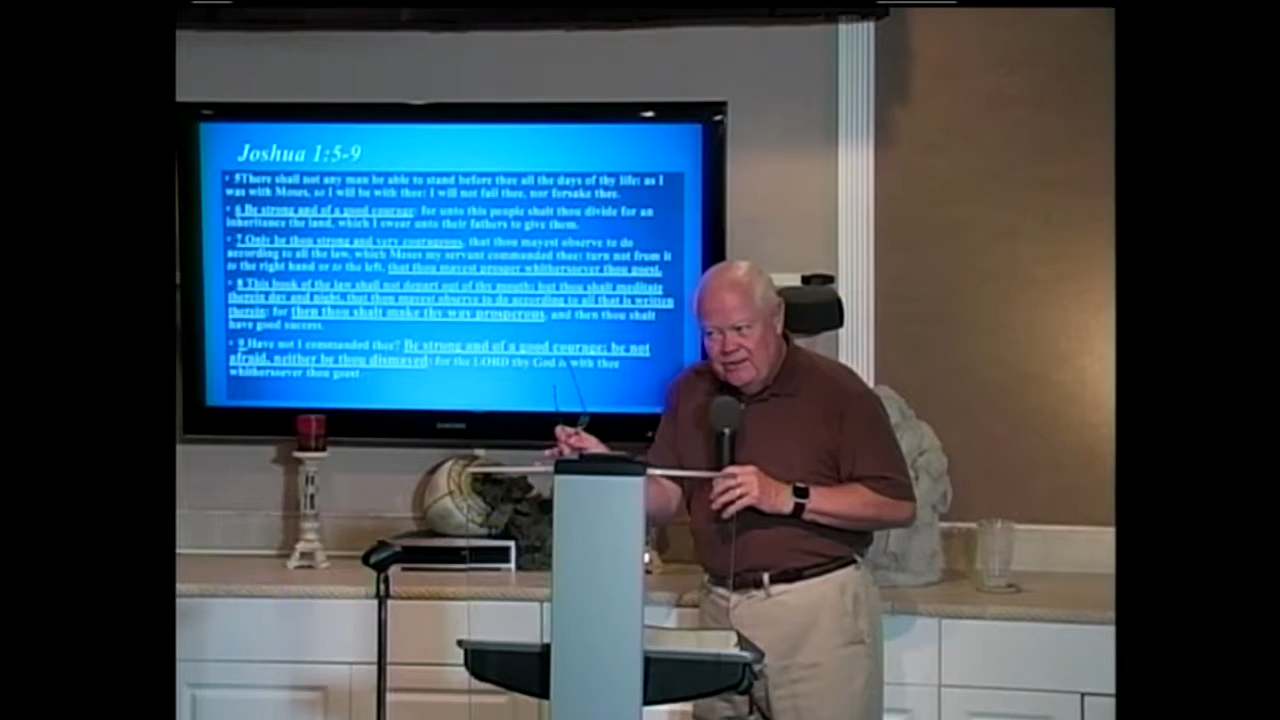 Joshua 1:5-9
5There shall not any man be able to stand before thee all the days of thy life: as I
was with Moses, so I will be with thee: I will not fail thee, nor forsake thee.
6 Be strong and of a good courage: for unto this people shalt thou divide for an
inheritance the land, which I swear unto their fathers to give them.
7 Only be thou strong and very courageous, that thou mayest observe to do
according to all the law, which Moses my servant commanded thee: turn not from it
to the right hand or to the left, that thou mayest prosper whithersoever thou goest.
8 This book of the law shall not depart out of thy mouth; but thou shalt meditate
therein day and night, that thou mayest observe to do according to all that is written
therein: for then thou shalt make thy way prosperous, and then thou shalt
have good success.
9 Have not I commanded thee? Be strong and of a good courage; be not
afraid, neither be thou dismayed: for the LORD thy God is with thee
whithersoever thou goest
SAMSUNG